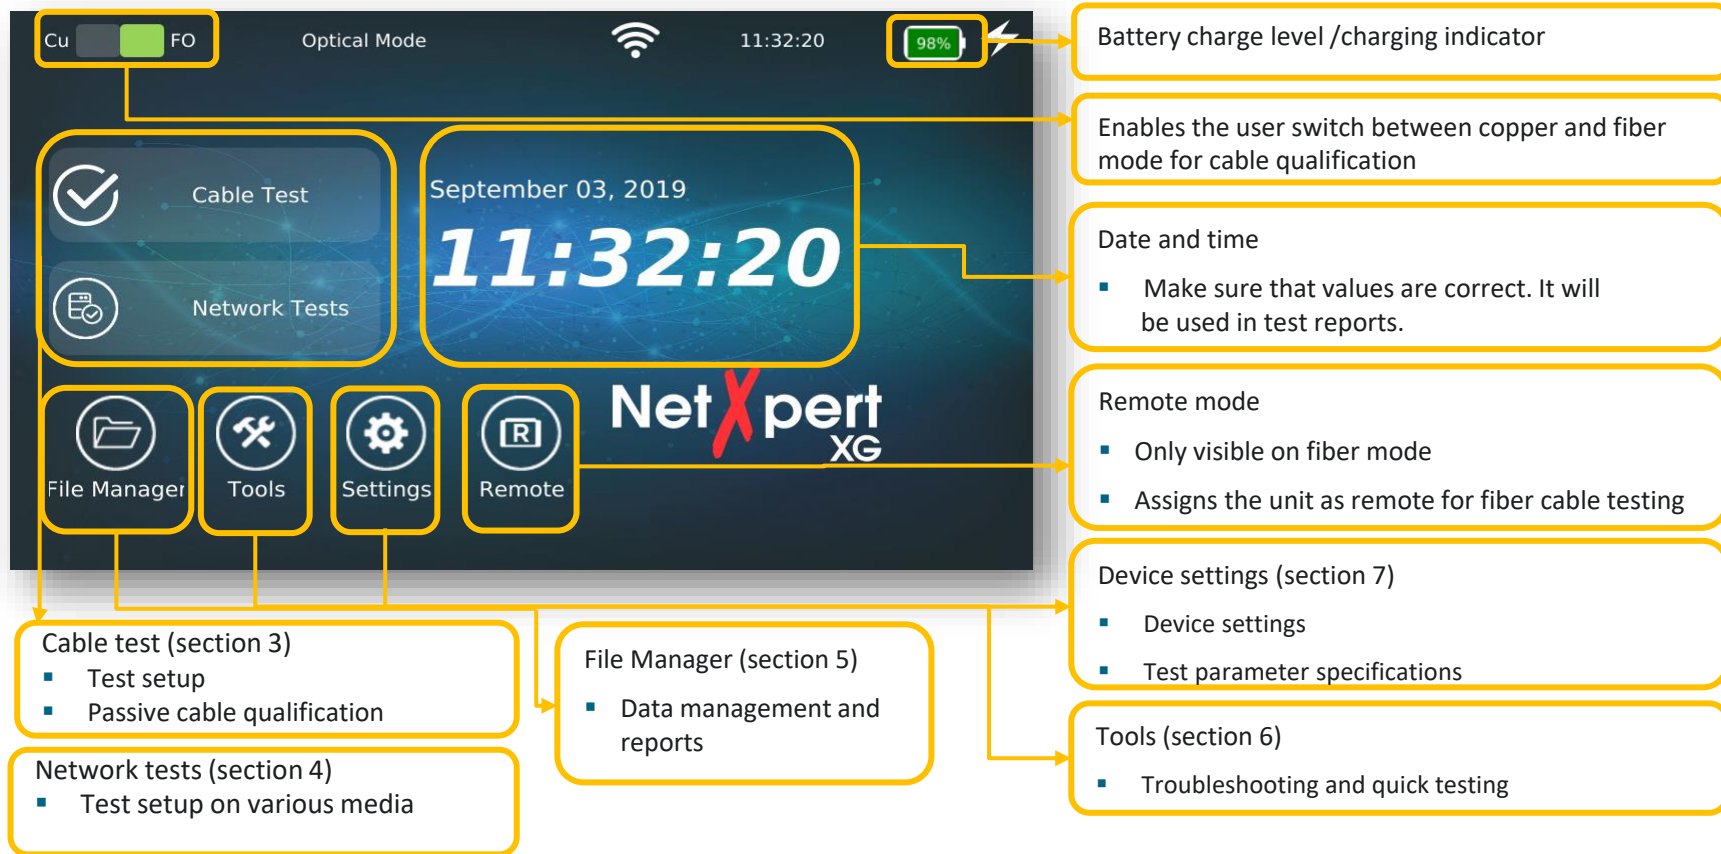 Cu FO Optical Mode 11:32:20 98%
Cable Test
Network Tests
September 03, 2019
11:32:20
File Manager
Tools
Settings
Remote
NetXpert
XG
Battery charge level /charging indicator
Enables the user switch between copper and fiber
mode for cable qualification
Date and time
▪ Make sure that values are correct. It will
be used in test reports.
Remote mode
▪ Only visible on fiber mode
▪ Assigns the unit as remote for fiber cable testing
Device settings (section 7)
▪ Device settings
▪ Test parameter specifications
Tools (section 6)
▪ Troubleshooting and quick testing
Cable test (section 3)
▪ Test setup
▪ Passive cable qualification
Network tests (section 4)
▪ Test setup on various media
File Manager (section 5)
▪ Data management and
reports